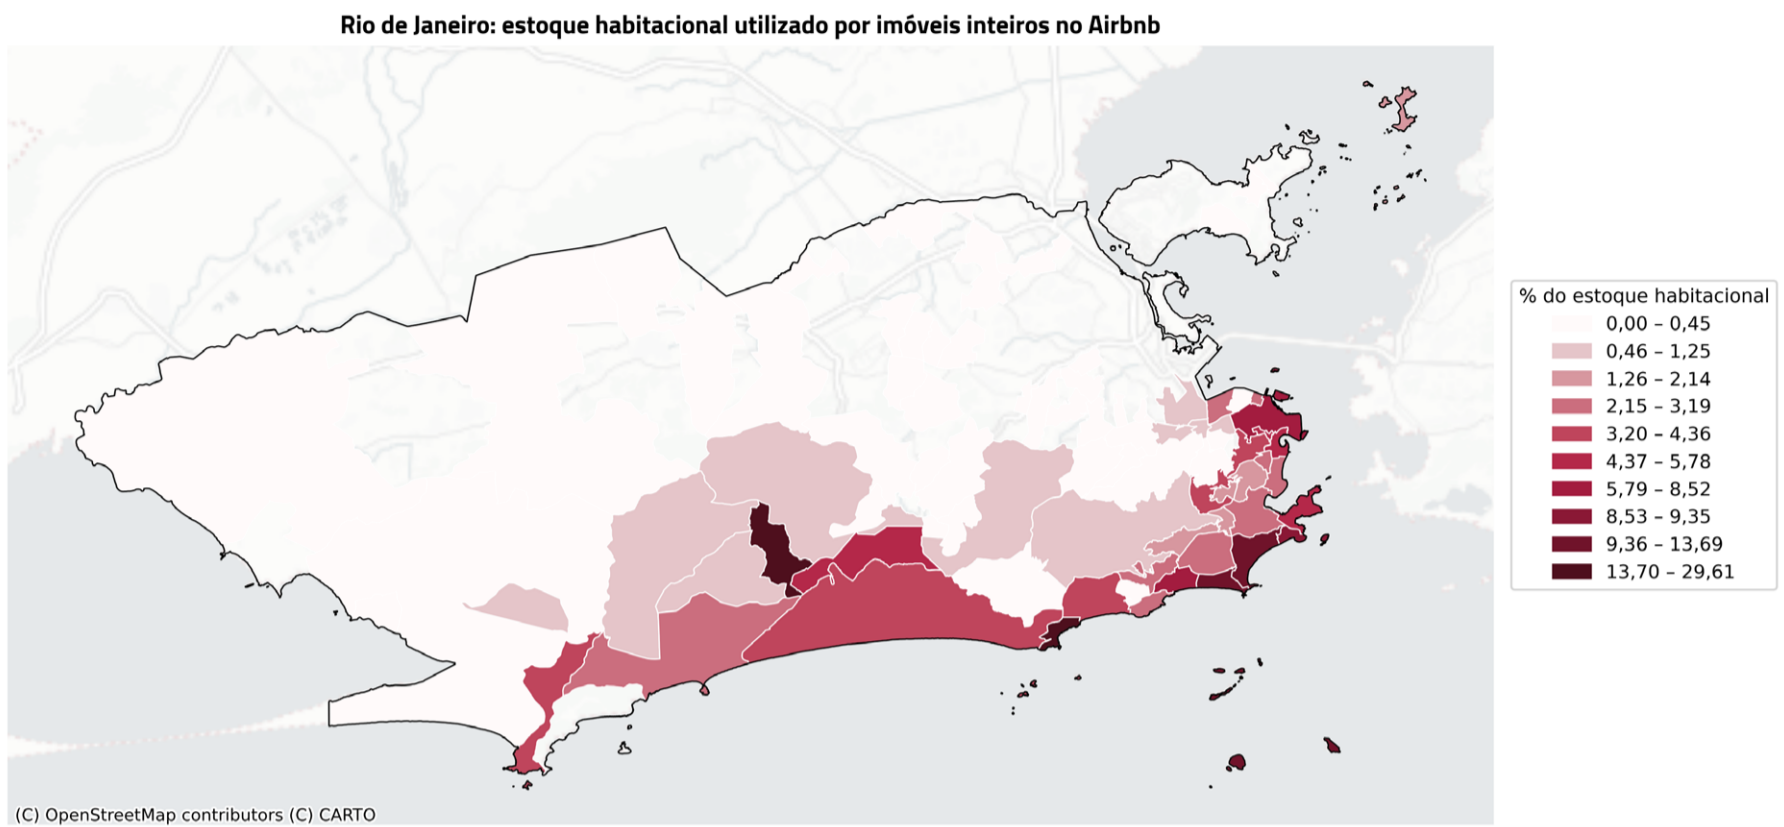 Rio de Janeiro: estoque habitacional utilizado por imóveis inteiros no Airbnb
% do estoque habitacional
0,00 – 0,45
0,46 – 1,25
1,26 – 2,14
2,15 – 3,19
3,20 – 4,36
4,37 – 5,78
5,79 – 8,52
8,53 – 9,35
9,36 – 13,69
13,70 – 29,61
(C) OpenStreetMap contributors (C) CARTO